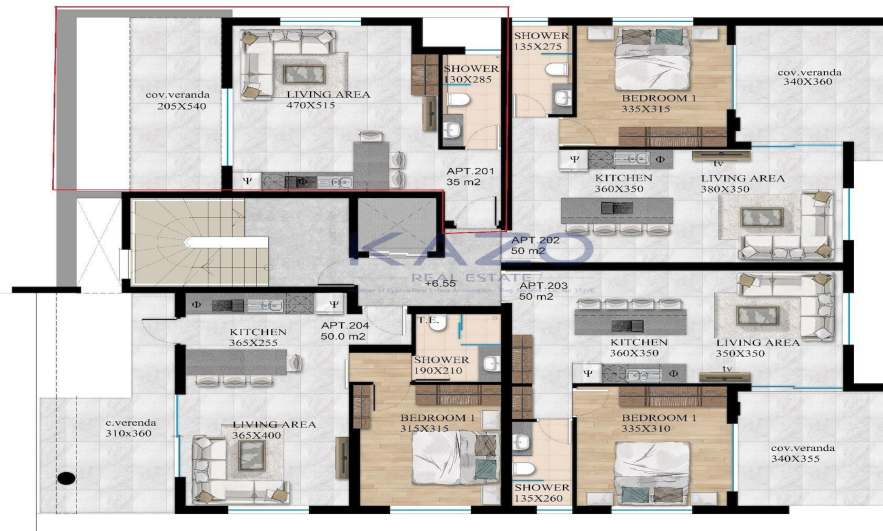 cov.veranda
205X540
LIVING AREA
470X515
SHOWER
130X285
APT.201
35 m2
Ψ
Φ
SHOWER
135X275
BEDROOM 1
335X315
cov.veranda
340X360
Ψ
Φ
tv
KITCHEN
360X350
LIVING AREA
380X350
APT.202
50 m2
KAZO
REAL ESTATE
+6.55
APT.203
50 m2
KITCHEN
360X350
LIVING AREA
350X350
Ψ
Φ
tv
BEDROOM 1
335X310
cov.veranda
340X355
SHOWER
135X260
Φ
Ψ
KITCHEN
365X255
APT.204
50.0 m2
T.E.
SHOWER
190X210
c.verenda
310x360
LIVING AREA
365X400
BEDROOM 1
315X315